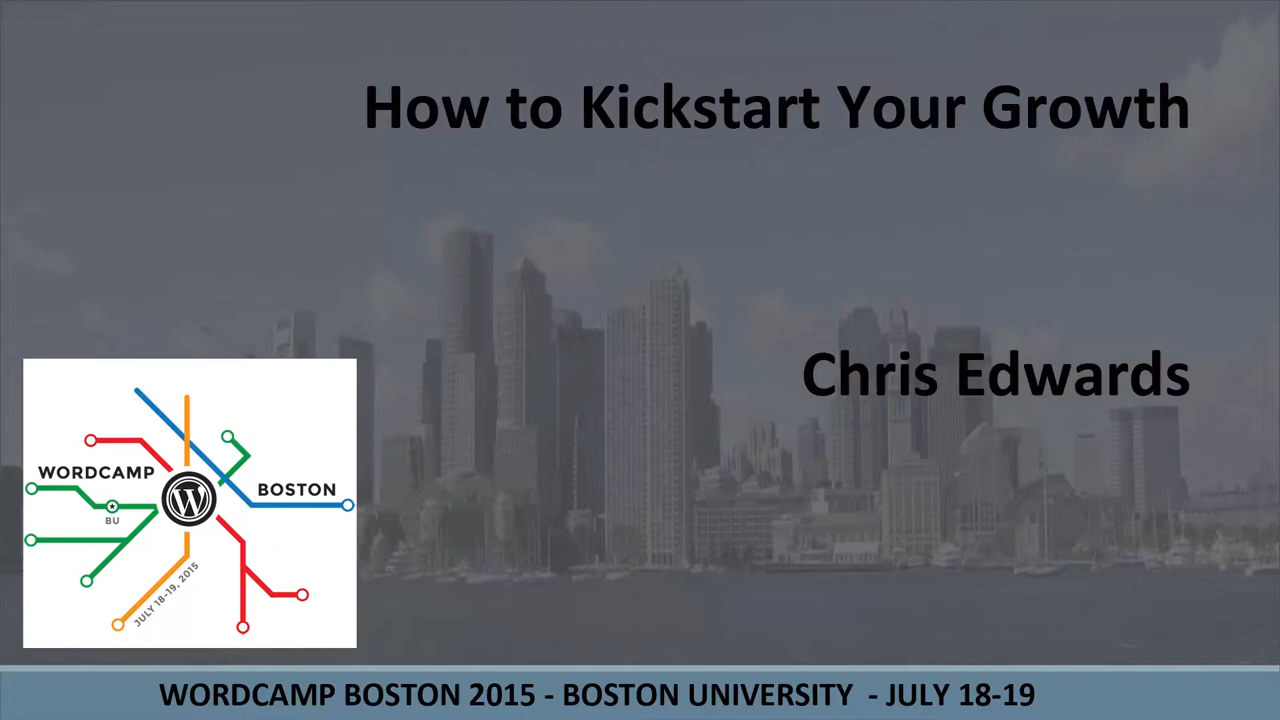 How to Kickstart Your Growth
Chris Edwards
WORDCAMP
BOSTON
BU
JULY 18-19, 2015
WORDCAMP BOSTON 2015 - BOSTON UNIVERSITY - JULY 18-19